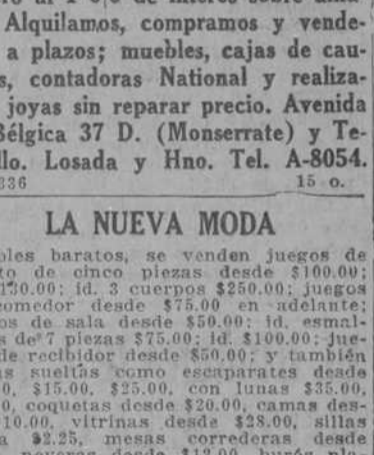 Alquilamos, compramos y vende-
a plazos; muebles, cajas de cau-
s, contadoras National y realiza-
joyas sin reparar precio. Avenida
Bélgica 37 D. (Monserrate) y Te-
llo. Losada y Hno. Tel. A-8054.
336 15 o.
LA NUEVA MODA
bles baratos, se venden juegos de
to de cinco piezas desde $100.00;
130.00; id. 3 cuerpos $250.00; juegos
comedor desde $75.00 en adelante;
os de sala desde $50.00; id. esmal-
s de 7 piezas $75.00; id. $100.00; jue-
de recibidor desde $50.00; y también
as sueltas como escaparates desde
0, $15.00, $25.00, con lunas $35.00,
0, coquetas desde $20.00, camas des-
10.00, vitrinas desde $28.00, sillas
a $2.25, mesas correderas desde
desde $12.00